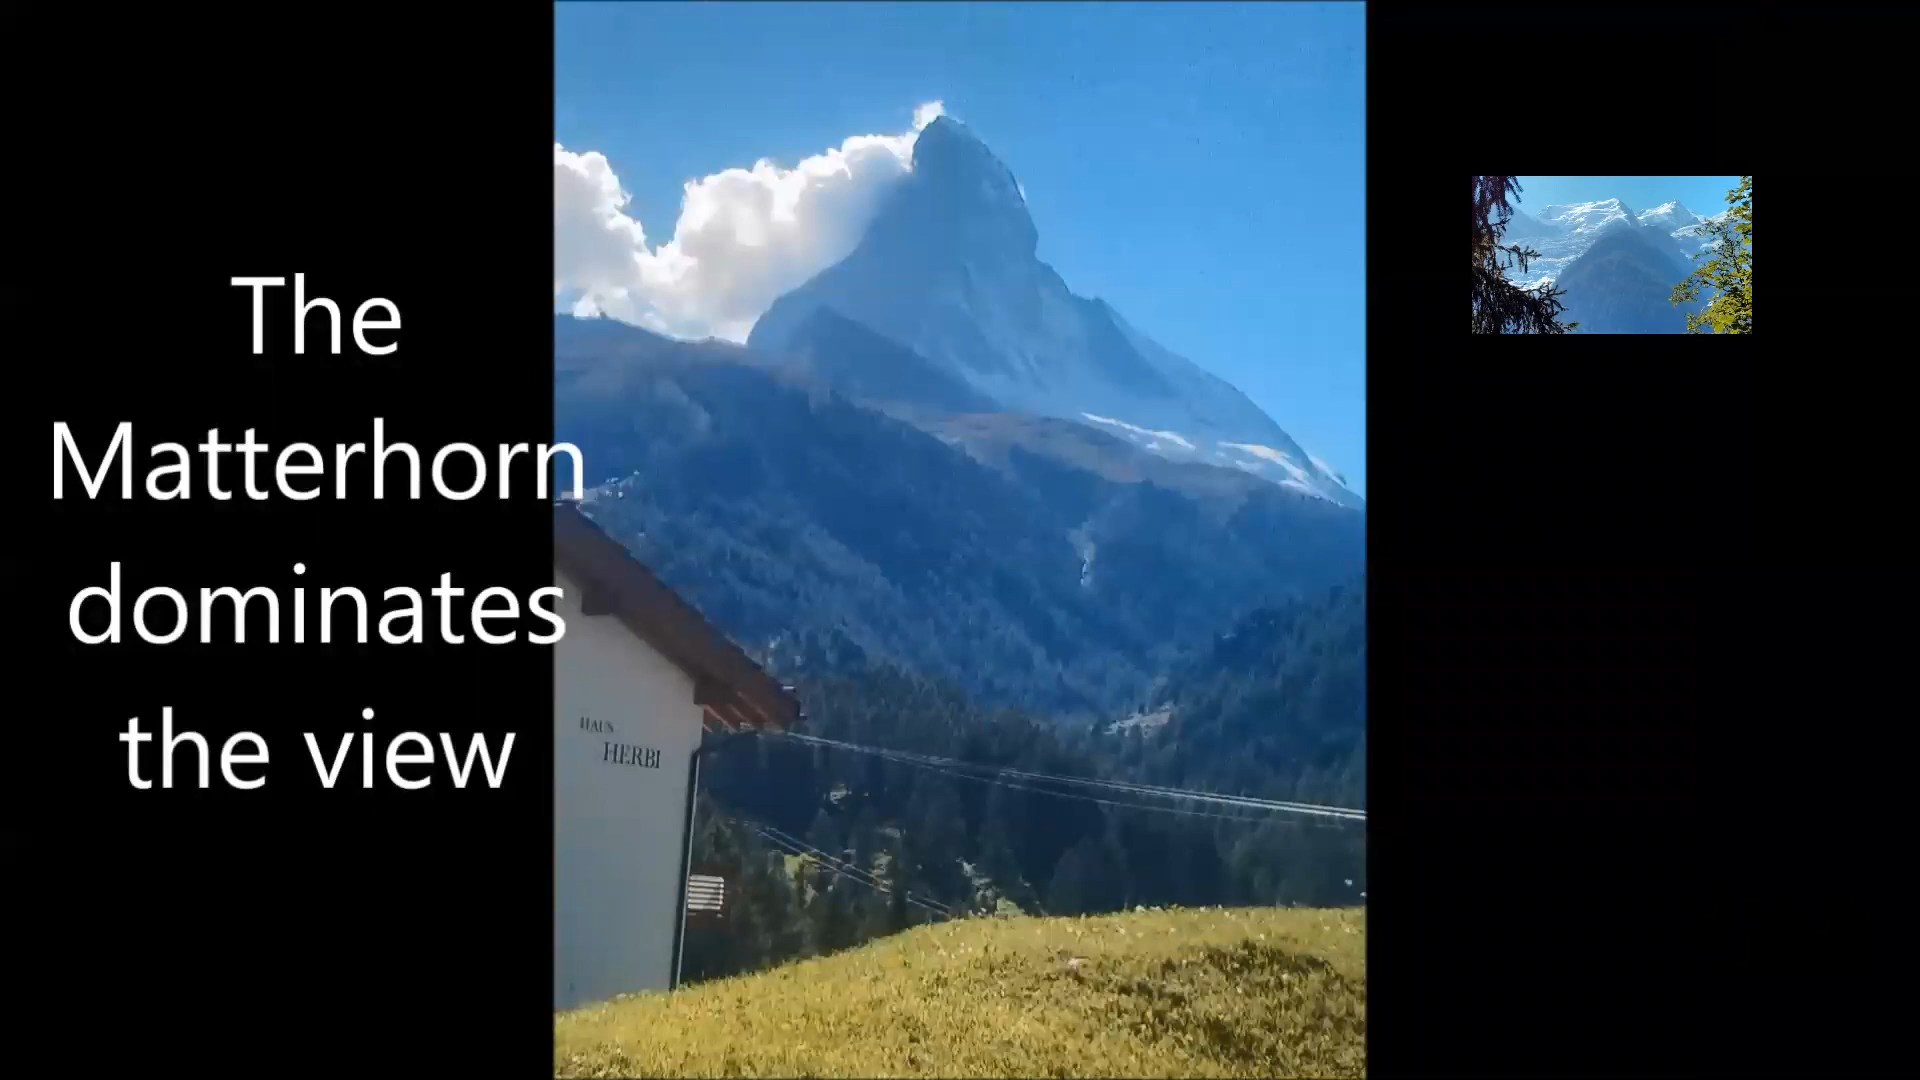 The
Matterhorn
dominates
the view
HAUS
HERBI